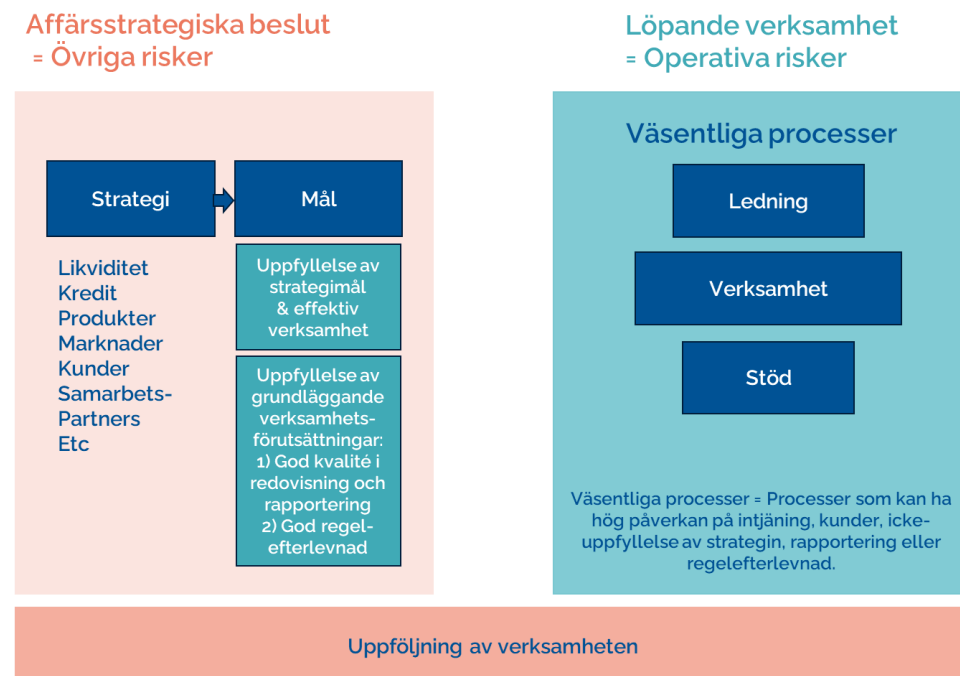 Affärsstrategiska beslut
= Övriga risker
Strategi
Mål
Likviditet
Kredit
Produkter
Marknader
Kunder
Samarbets-
Partners
Etc
Uppfyllelse av
strategimål
& effektiv
verksamhet
Uppfyllelse av
grundläggande
verksamhets-
förutsättningar:
1) God kvalité i
redovisning och
rapportering
2) God regel-
efterlevnad
Löpande verksamhet
= Operativa risker
Väsentliga processer
Ledning
Verksamhet
Stöd
Väsentliga processer = Processer som kan ha
hög påverkan på intjäning, kunder, icke-
uppfyllelse av strategin, rapportering eller
regelefterlevnad.
Uppföljning av verksamheten